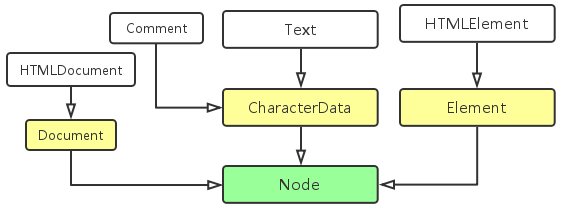 Comment
Text
HTMLElement
HTMLDocument
CharacterData
Element
Document
Node